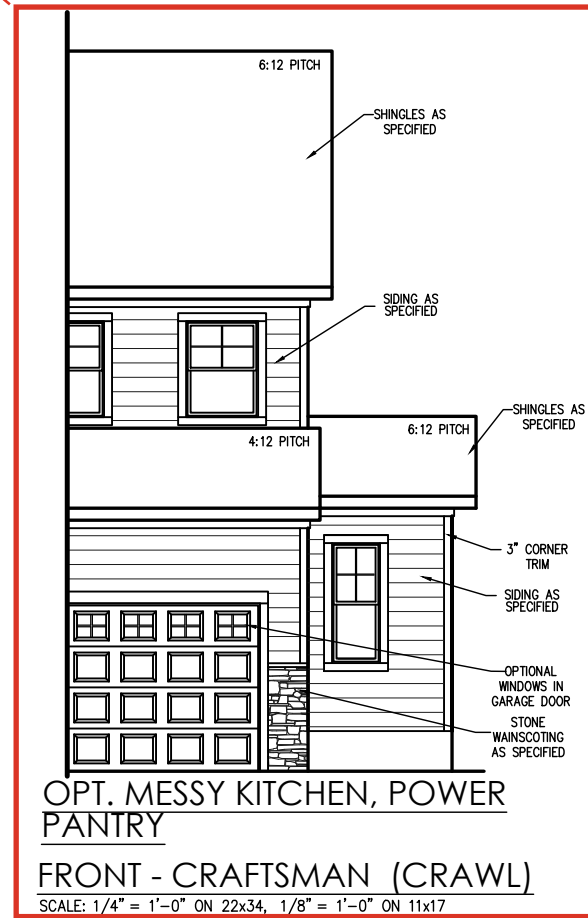 6:12 PITCH
SHINGLES AS
SPECIFIED
SIDING AS
SPECIFIED
SHINGLES AS
SPECIFIED
4:12 PITCH
6:12 PITCH
3" CORNER
TRIM
SIDING AS
SPECIFIED
OPTIONAL
WINDOWS IN
GARAGE DOOR
STONE
WAINSCOTING
AS SPECIFIED
OPT. MESSY KITCHEN, POWER
PANTRY
FRONT - CRAFTSMAN (CRAWL)
SCALE: 1/4" = 1'-0" ON 22x34, 1/8" = 1'-0" ON 11x17